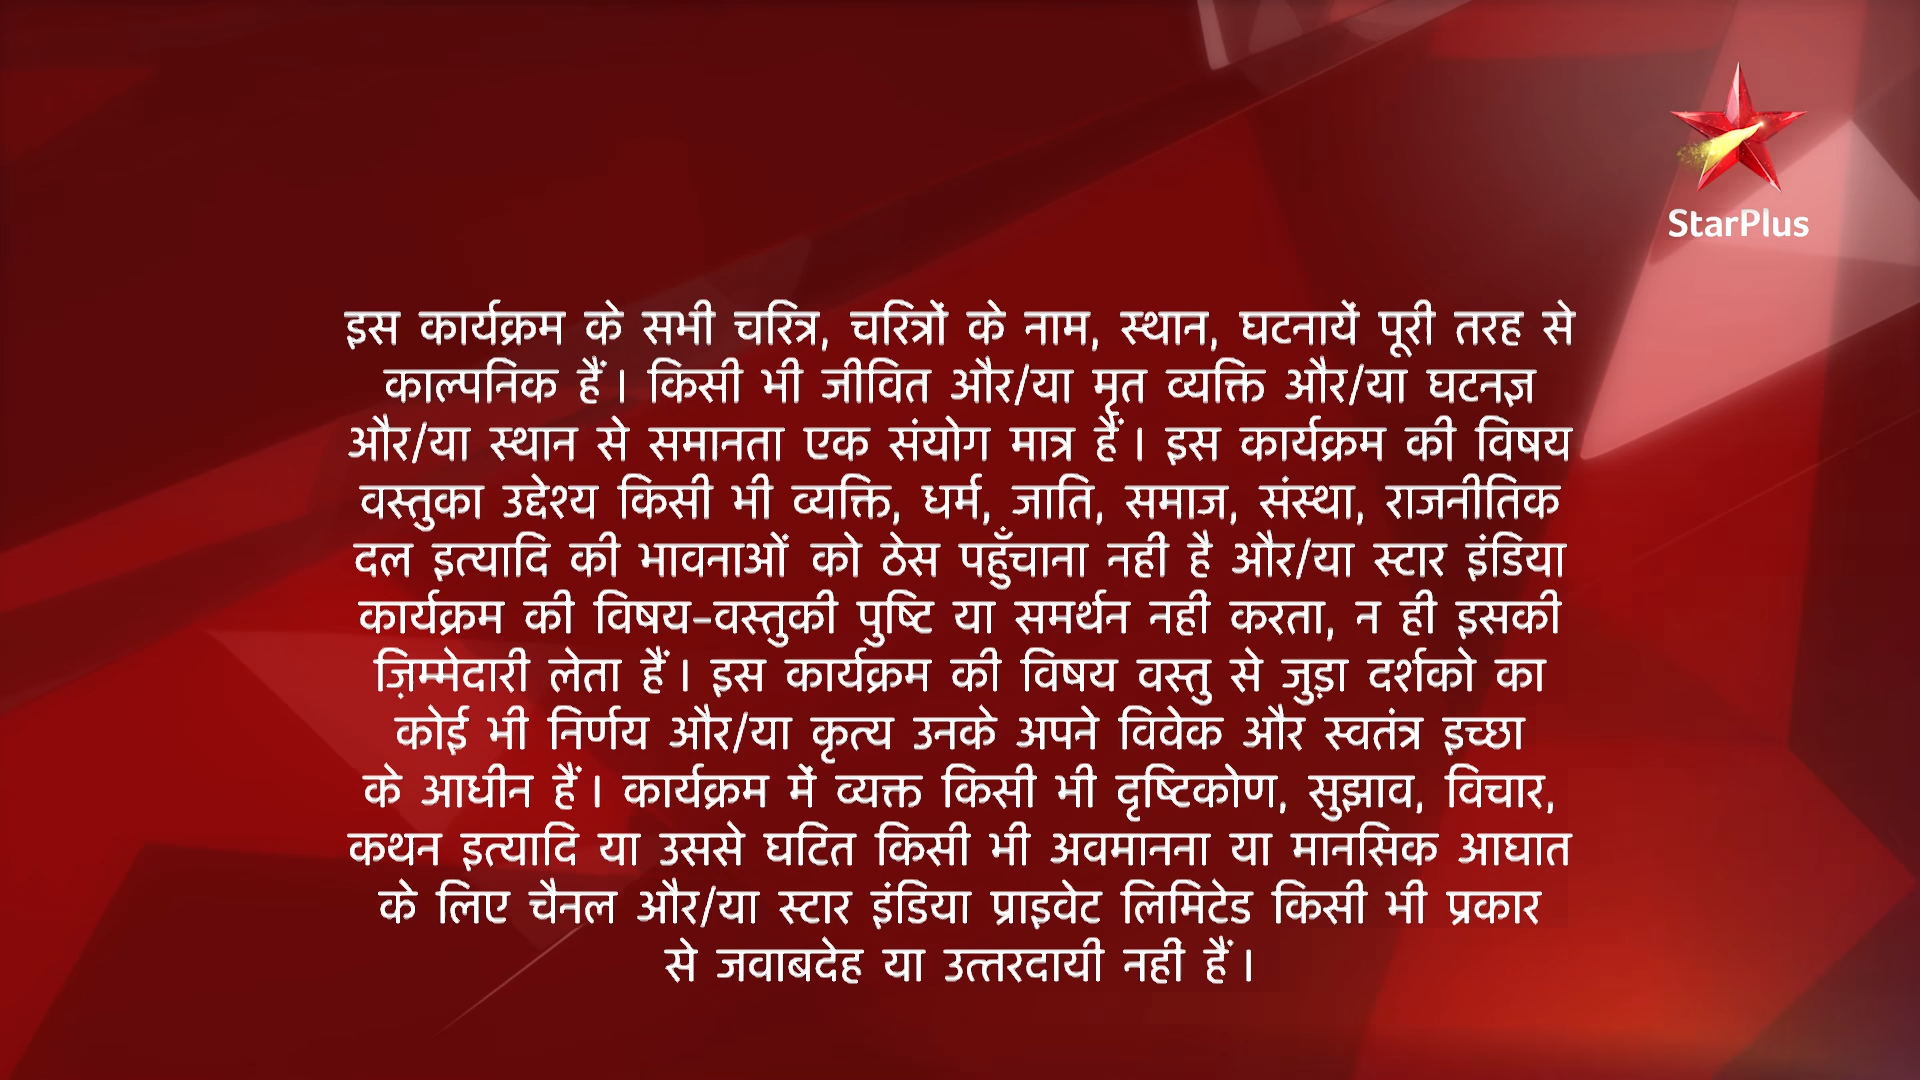 StarPlus
इस कार्यक्रम के सभी चरित्र, चरित्रों के नाम, स्थान, घटनायें पूरी तरह से
काल्पनिक हैं। किसी भी जीवित और/या मृत व्यक्ति और/या घटनज्ञ
और/या स्थान से समानता एक संयोग मात्र हैं। इस कार्यक्रम की विषय
वस्तुका उद्देश्य किसी भी व्यक्ति, धर्म, जाति, समाज, संस्था, राजनीतिक
दल इत्यादि की भावनाओं को ठेस पहुँचाना नही है और/या स्टार इंडिया
कार्यक्रम की विषय-वस्तुकी पुष्टि या समर्थन नही करता, न ही इसकी
ज़िम्मेदारी लेता हैं। इस कार्यक्रम की विषय वस्तु से जुड़ा दर्शको का
कोई भी निर्णय और/या कृत्य उनके अपने विवेक और स्वतंत्र इच्छा
के आधीन हैं। कार्यक्रम में व्यक्त किसी भी दृष्टिकोण, सुझाव, विचार,
कथन इत्यादि या उससे घटित किसी भी अवमानना या मानसिक आघात
के लिए चैनल और/या स्टार इंडिया प्राइवेट लिमिटेड किसी भी प्रकार
से जवाबदेह या उत्तरदायी नही हैं।